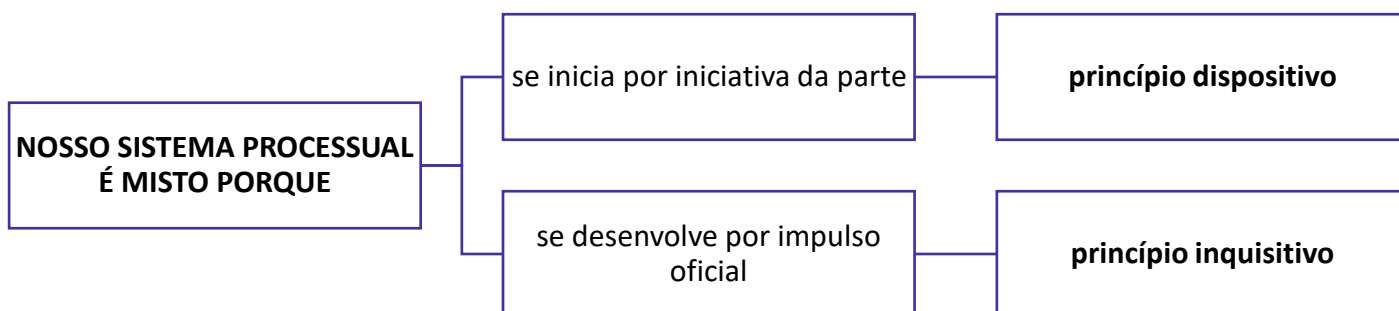 NOSSO SISTEMA PROCESSUAL
É MISTO PORQUE
se inicia por iniciativa da parte
princípio dispositivo
se desenvolve por impulso
oficial
princípio inquisitivo